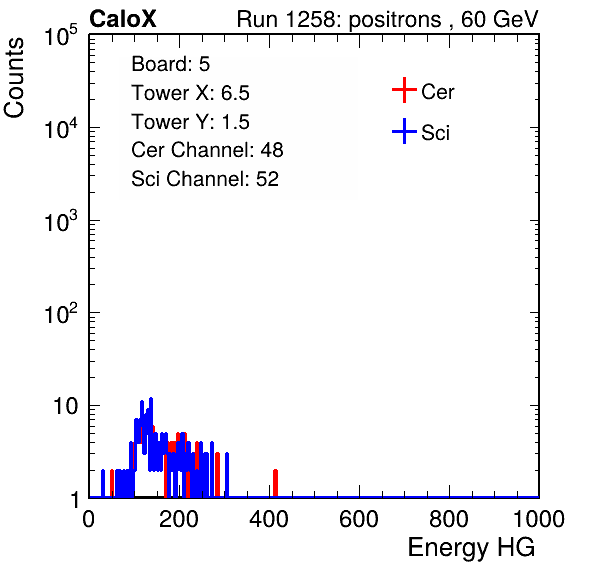 CaloX Run 1258: positrons , 60 GeV
Counts
Board: 5
Tower X: 6.5
Tower Y: 1.5
Cer Channel: 48
Sci Channel: 52
Cer
Sci
10^5
10^4
10^3
10^2
10
1
0 200 400 600 800 1000
Energy HG